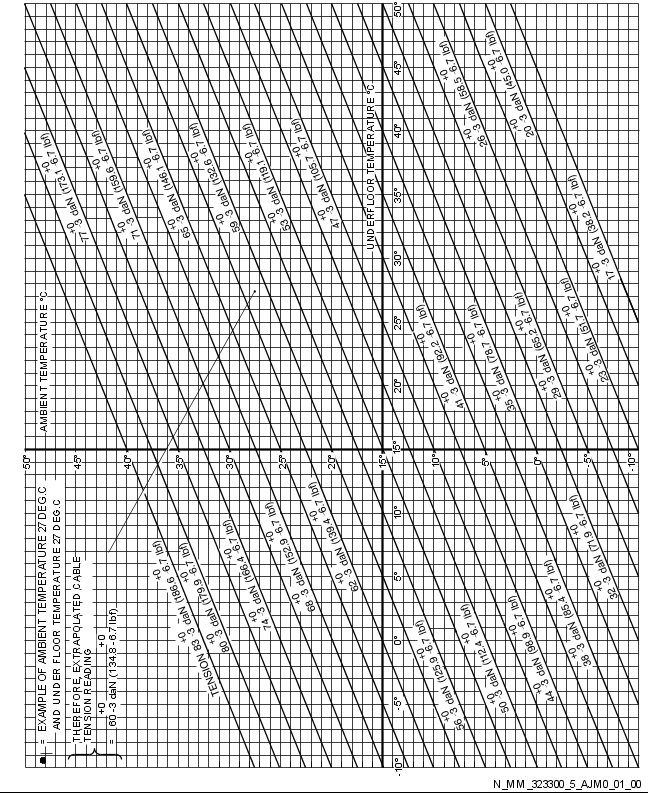 = EXAMPLE OF AMBIENT TEMPERATURE 27 DEG.C
AND UNDER FLOOR TEMPERATURE 27 DEG.C
THEREFORE, EXTRAPOLATED CABLE
TENSION READING
= 60 +0 -3 daN (134.8 +0 -6.7 lbf)
AMBIENT TEMPERATURE °C
50°
45°
40°
35°
30°
25°
20°
15°
10°
5°
0°
-5°
-10°
UNDERFLOOR TEMPERATURE °C
-10°
-5°
0°
5°
10°
15°
20°
25°
30°
35°
40°
45°
50°
TENSION 83 +0 -3 daN (186.6 +0 -6.7 lbf)
80 +0 -3 daN (179.9 +0 -6.7 lbf)
74 +0 -3 daN (166.4 +0 -6.7 lbf)
68 +0 -3 daN (152.9 +0 -6.7 lbf)
62 +0 -3 daN (139.4 +0 -6.7 lbf)
56 +0 -3 daN (125.9 +0 -6.7 lbf)
50 +0 -3 daN (112.4 +0 -6.7 lbf)
44 +0 -3 daN (98.9 +0 -6.7 lbf)
38 +0 -3 daN (85.4 +0 -6.7 lbf)
32 +0 -3 daN (71.9 +0 -6.7 lbf)
77 +0 -3 daN (173.1 +0 -6.7 lbf)
71 +0 -3 daN (159.6 +0 -6.7 lbf)
65 +0 -3 daN (146.1 +0 -6.7 lbf)
59 +0 -3 daN (132.6 +0 -6.7 lbf)
53 +0 -3 daN (119.1 +0 -6.7 lbf)
47 +0 -3 daN (105.7 +0 -6.7 lbf)
41 +0 -3 daN (92.2 +0 -6.7 lbf)
35 +0 -3 daN (78.7 +0 -6.7 lbf)
29 +0 -3 daN (65.2 +0 -6.7 lbf)
23 +0 -3 daN (51.7 +0 -6.7 lbf)
26 +0 -3 daN (58.5 +0 -6.7 lbf)
20 +0 -3 daN (45.0 +0 -6.7 lbf)
17 +0 -3 daN (38.2 +0 -6.7 lbf)
N_MM_323300_5_AJM0_01_00